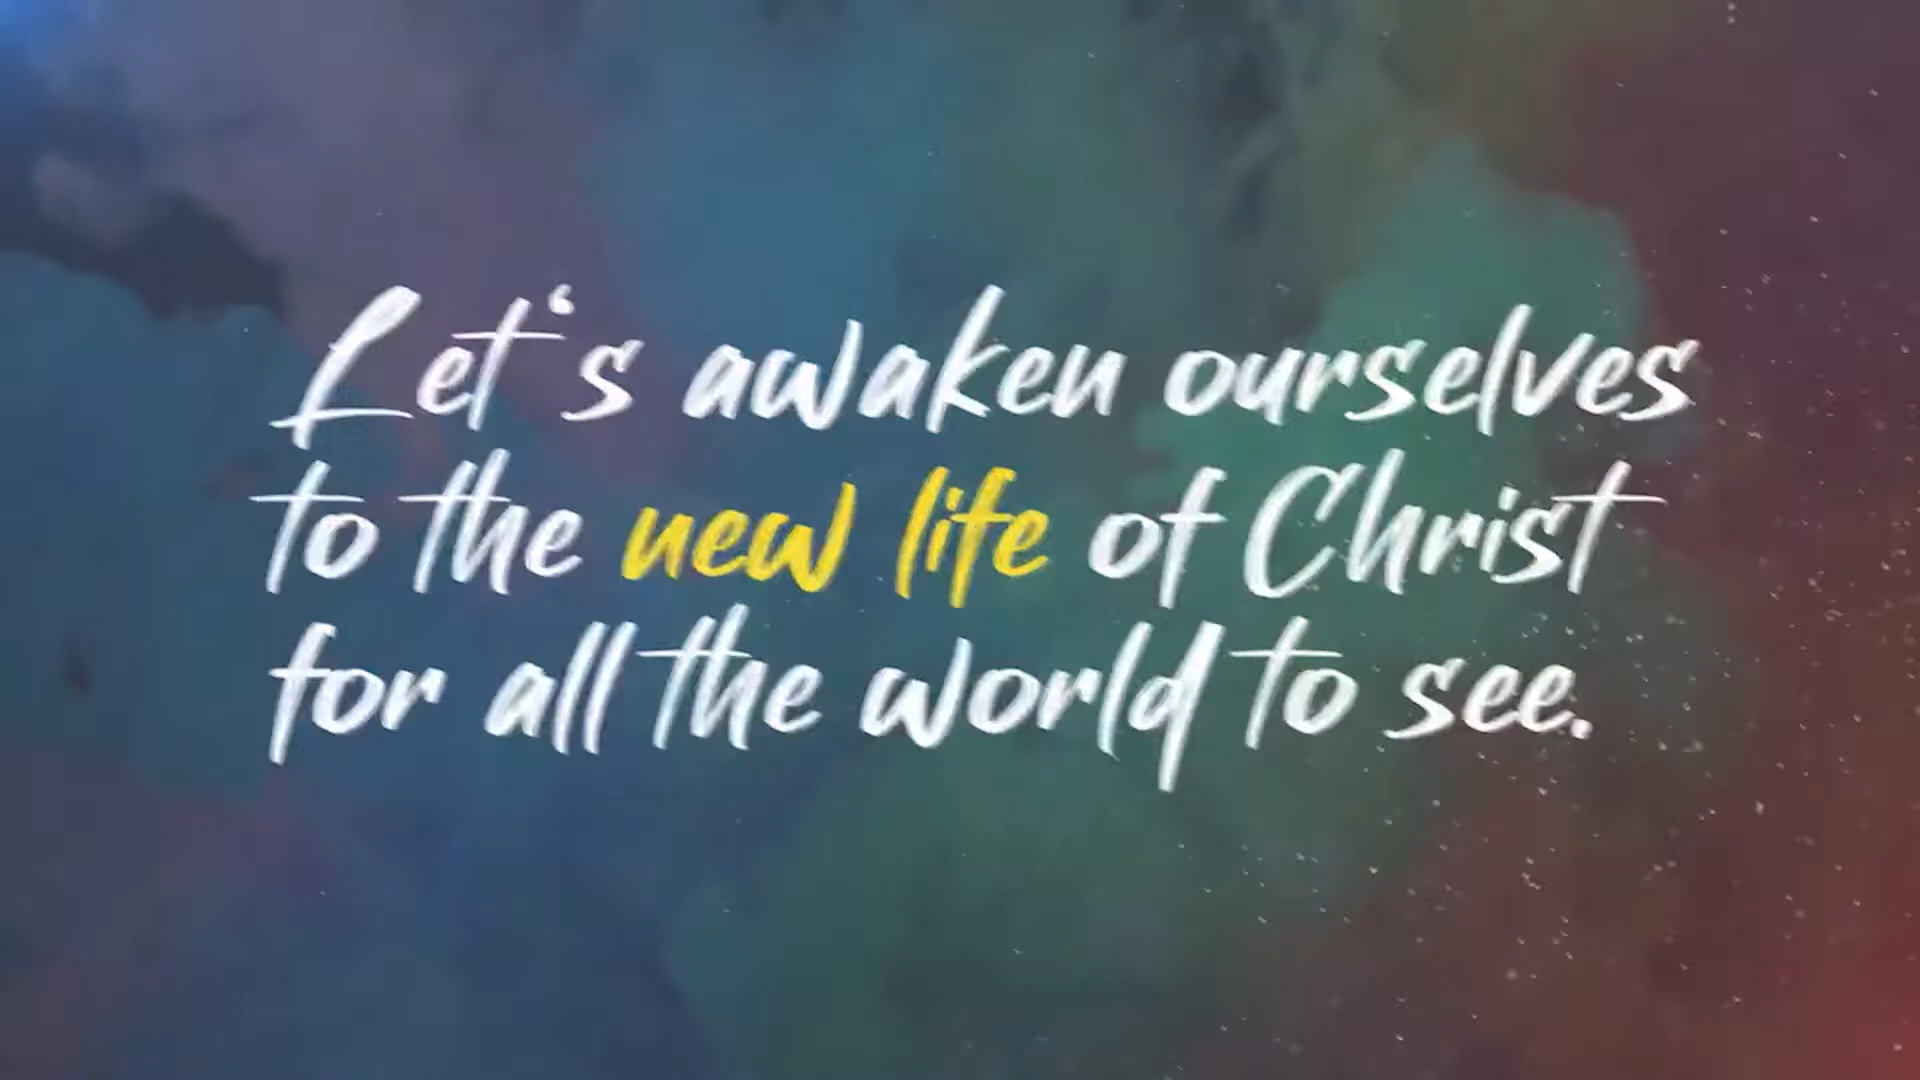 Let‘s awaken ourselves
to the new life of Christ
for all the world to see.